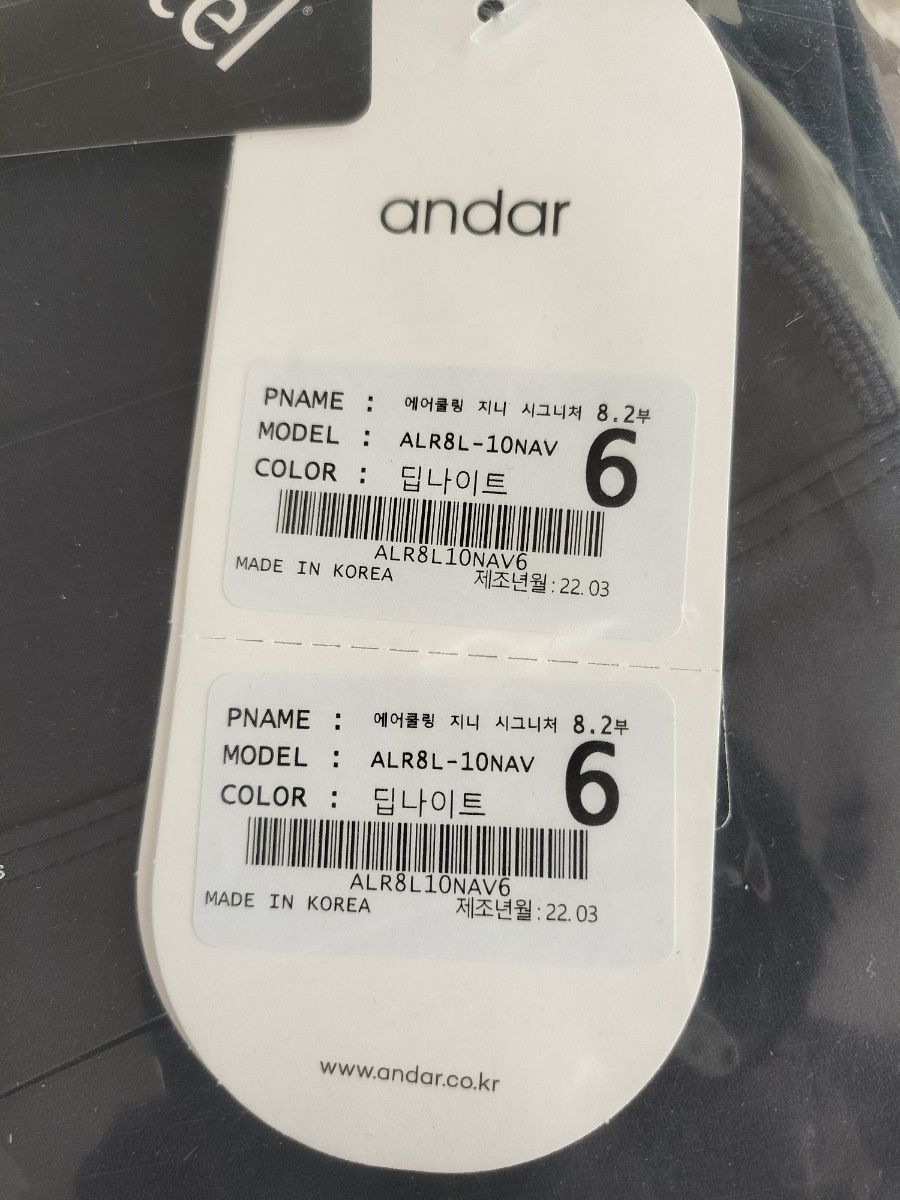 andar
PNAME : 에어쿨링 지니 시그니처 8.2부
MODEL : ALR8L-10NAV
COLOR : 딥나이트
6
ALR8L10NAV6
MADE IN KOREA 제조년월:22.03
PNAME : 에어쿨링 지니 시그니처 8.2부
MODEL : ALR8L-10NAV
COLOR : 딥나이트
6
ALR8L10NAV6
MADE IN KOREA 제조년월:22.03
www.andar.co.kr